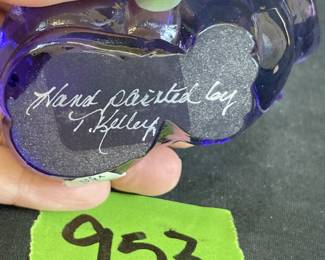 Hand painted by
T. Kelley
953